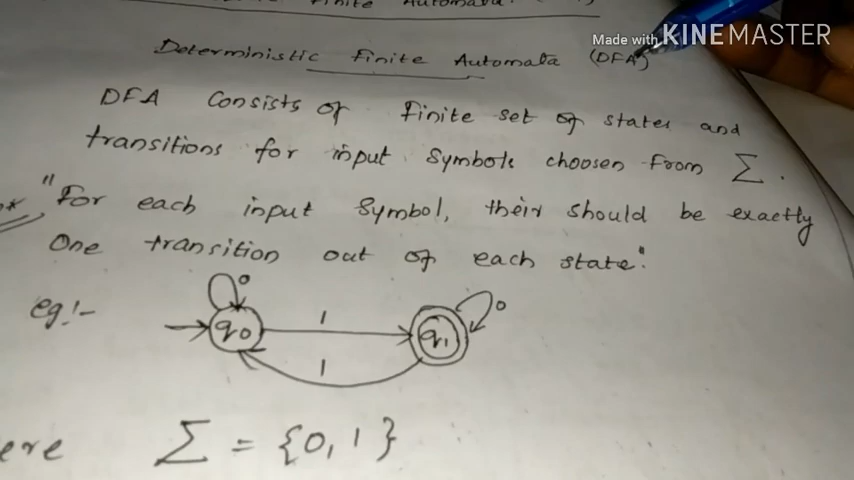 Finite Automata
Made with KINEMASTER
Deterministic Finite Automata (DFA)
DFA Consists of Finite set of states and
transitions for input Symbols choosen from Σ.
"For each input Symbol, their should be exactly
One transition out of each state".
eg:-
0
q0
1
q1
0
1
ere Σ = {0, 1}